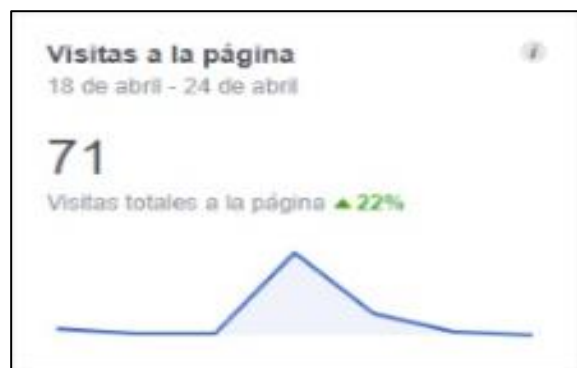 Visitas a la página
i
18 de abril - 24 de abril
71
Visitas totales a la página ▲ 22%